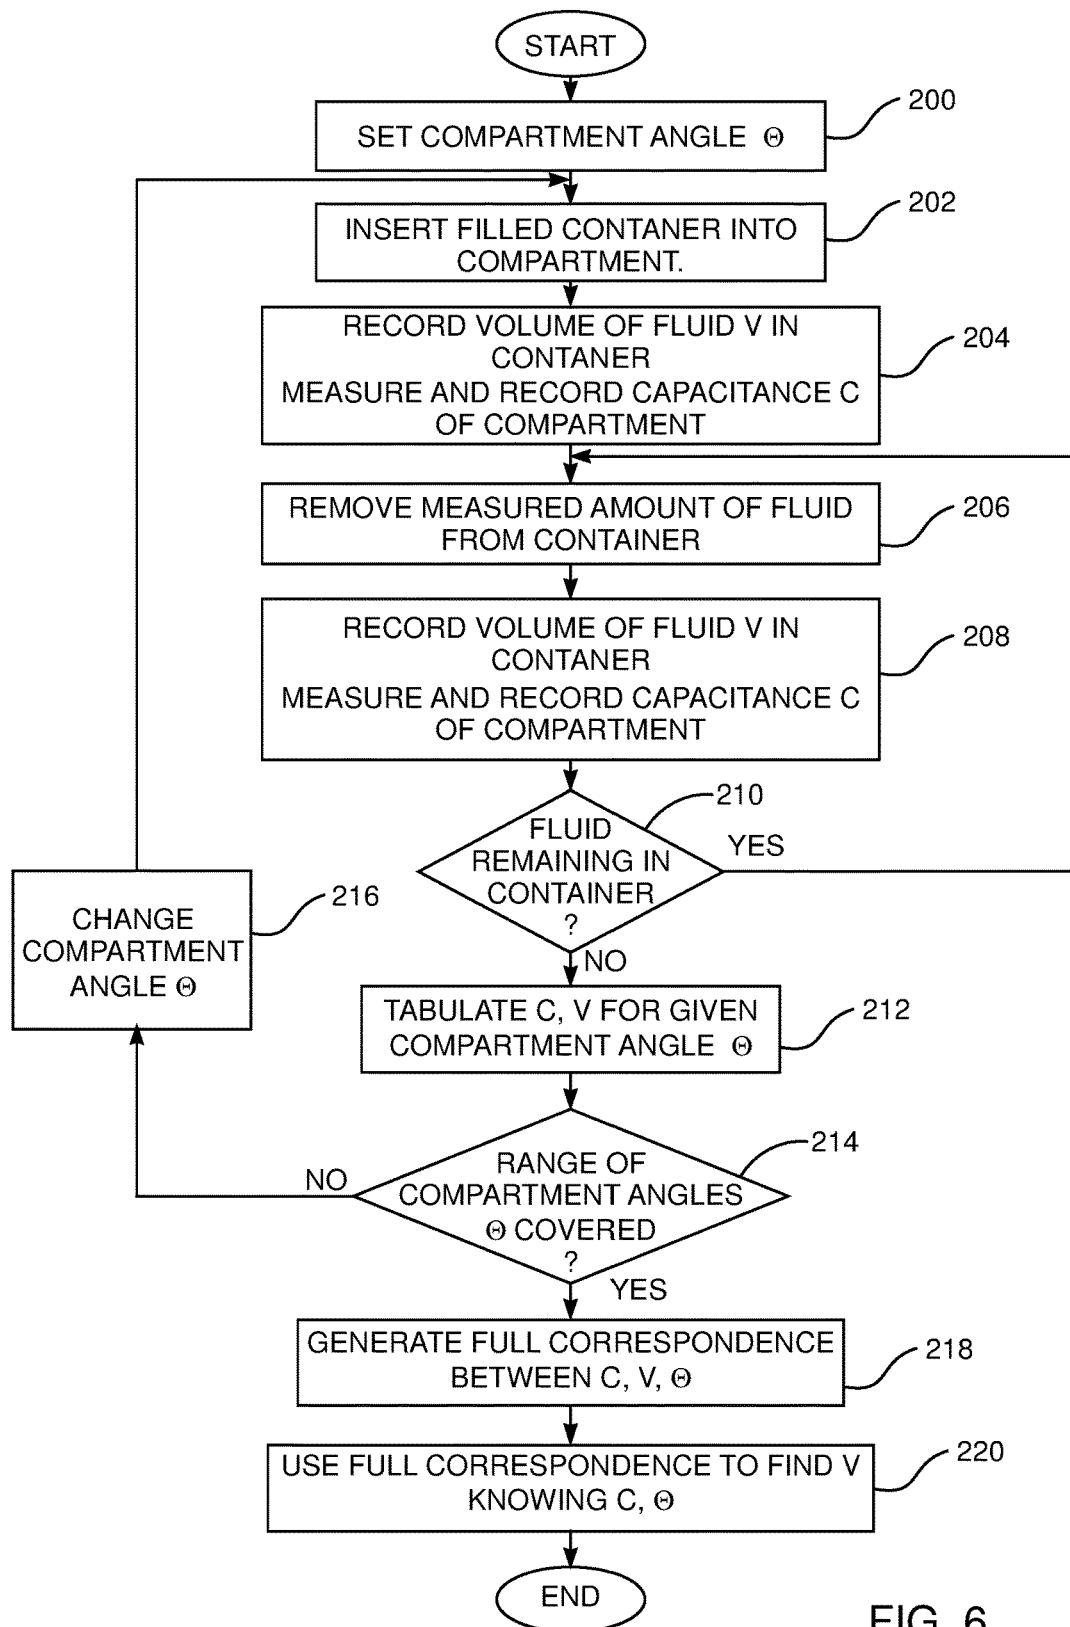 START
SET COMPARTMENT ANGLE Θ
200
INSERT FILLED CONTANER INTO
COMPARTMENT.
202
RECORD VOLUME OF FLUID V IN
CONTANER
MEASURE AND RECORD CAPACITANCE C
OF COMPARTMENT
204
REMOVE MEASURED AMOUNT OF FLUID
FROM CONTAINER
206
RECORD VOLUME OF FLUID V IN
CONTANER
MEASURE AND RECORD CAPACITANCE C
OF COMPARTMENT
208
FLUID
REMAINING IN
CONTAINER
?
210
YES
NO
CHANGE
COMPARTMENT
ANGLE Θ
216
TABULATE C, V FOR GIVEN
COMPARTMENT ANGLE Θ
212
RANGE OF
COMPARTMENT ANGLES
Θ COVERED
?
214
NO
YES
GENERATE FULL CORRESPONDENCE
BETWEEN C, V, Θ
218
USE FULL CORRESPONDENCE TO FIND V
KNOWING C, Θ
220
END
FIG. 6